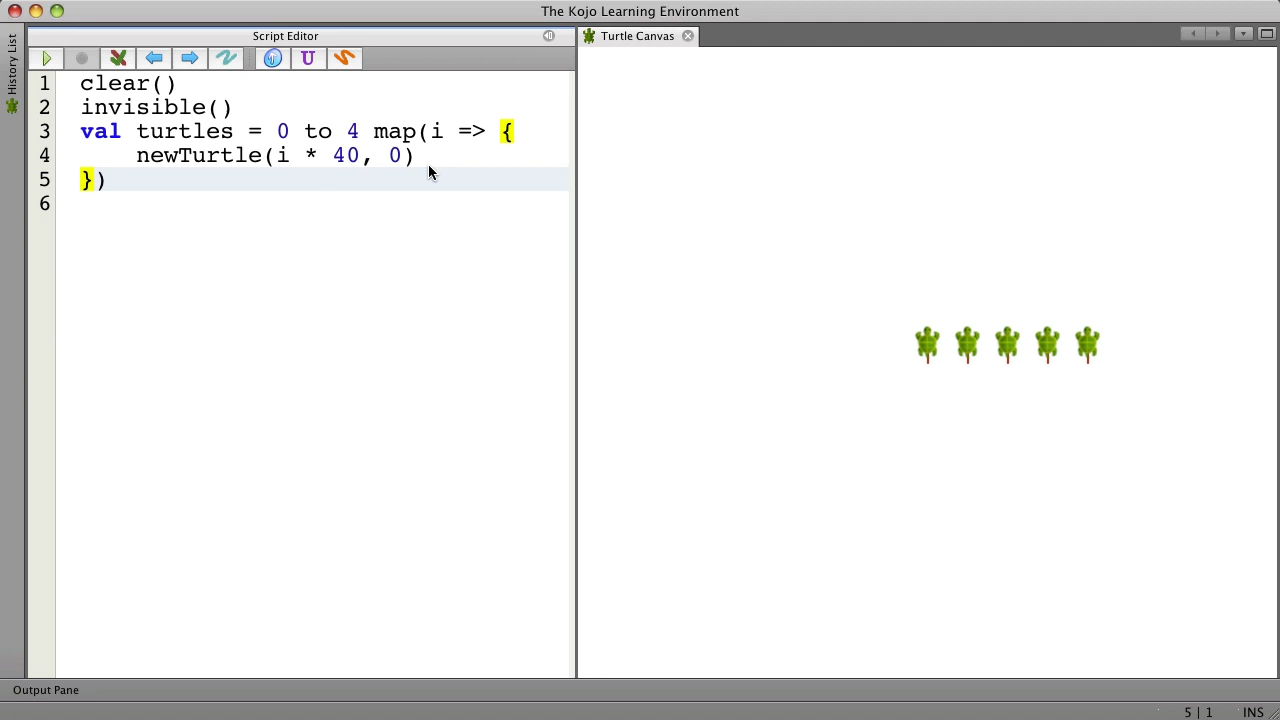 The Kojo Learning Environment
History List
Script Editor
Turtle Canvas
U
1 clear()
2 invisible()
3 val turtles = 0 to 4 map(i => {
4     newTurtle(i * 40, 0)
5 })
6
Output Pane
5 | 1 INS